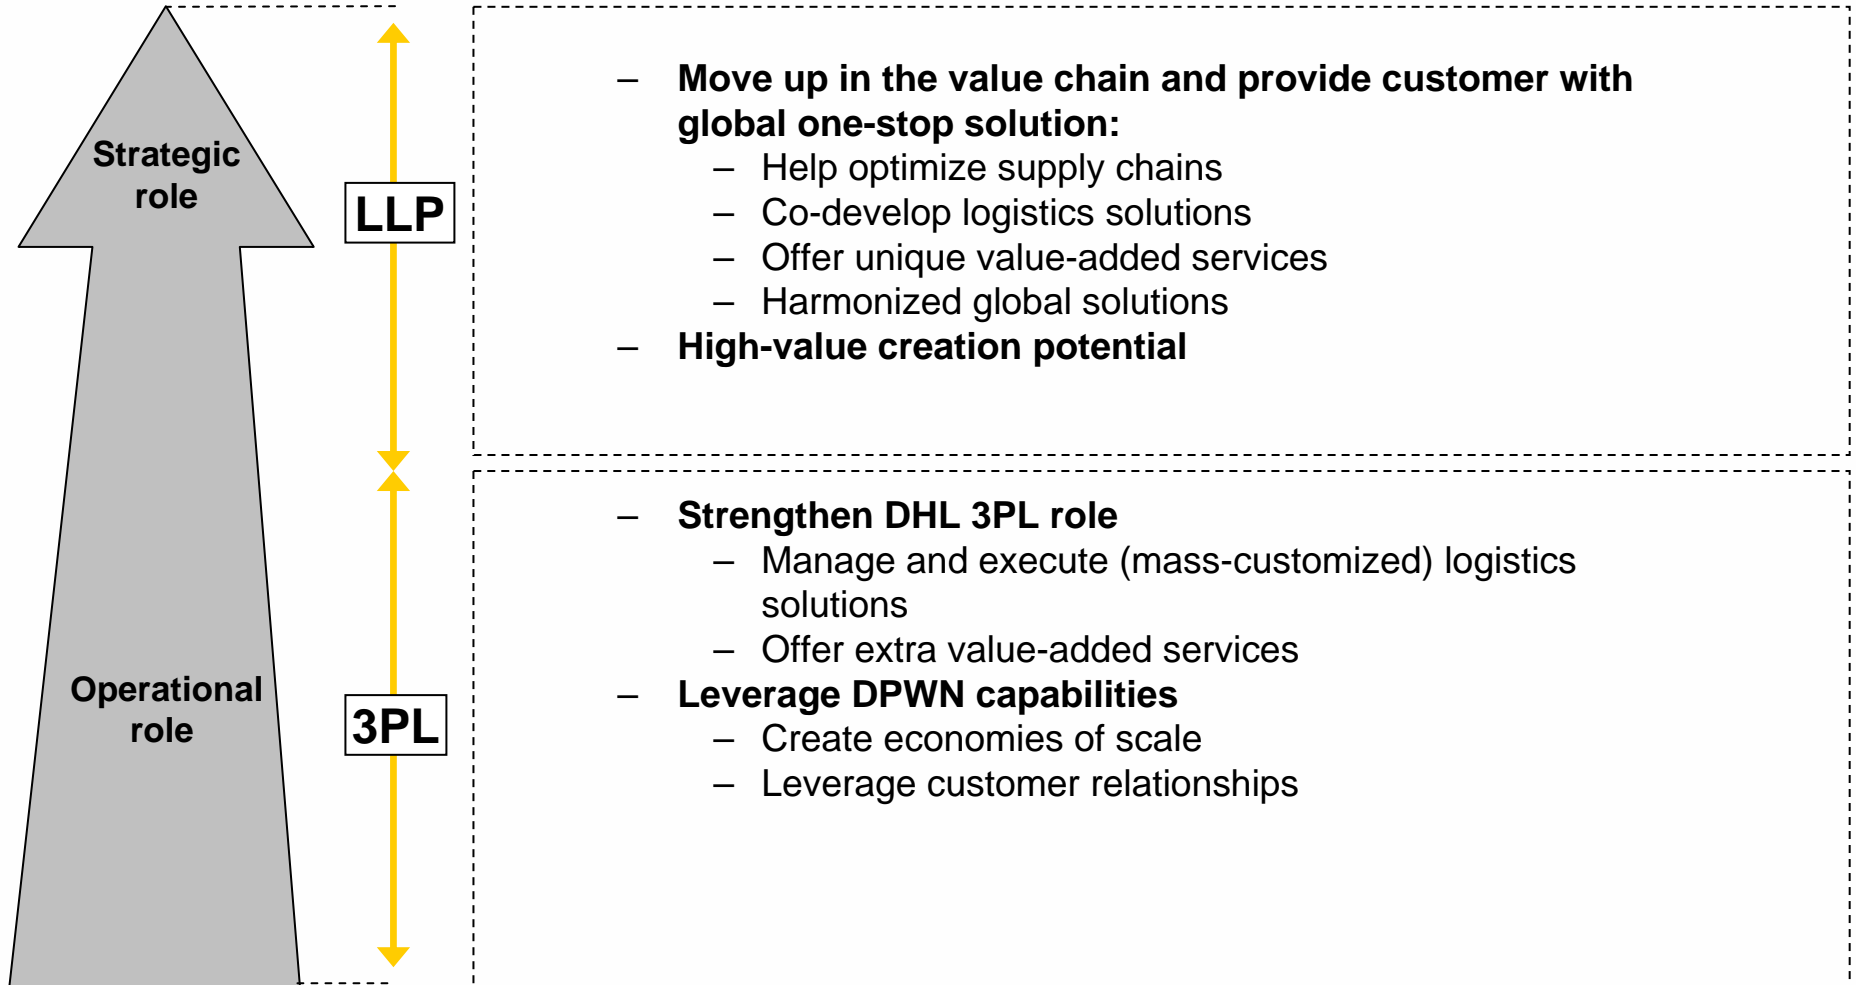 Strategic
role
LLP
– Move up in the value chain and provide customer with
global one-stop solution:
– Help optimize supply chains
– Co-develop logistics solutions
– Offer unique value-added services
– Harmonized global solutions
– High-value creation potential
Operational
role
3PL
– Strengthen DHL 3PL role
– Manage and execute (mass-customized) logistics
solutions
– Offer extra value-added services
– Leverage DPWN capabilities
– Create economies of scale
– Leverage customer relationships